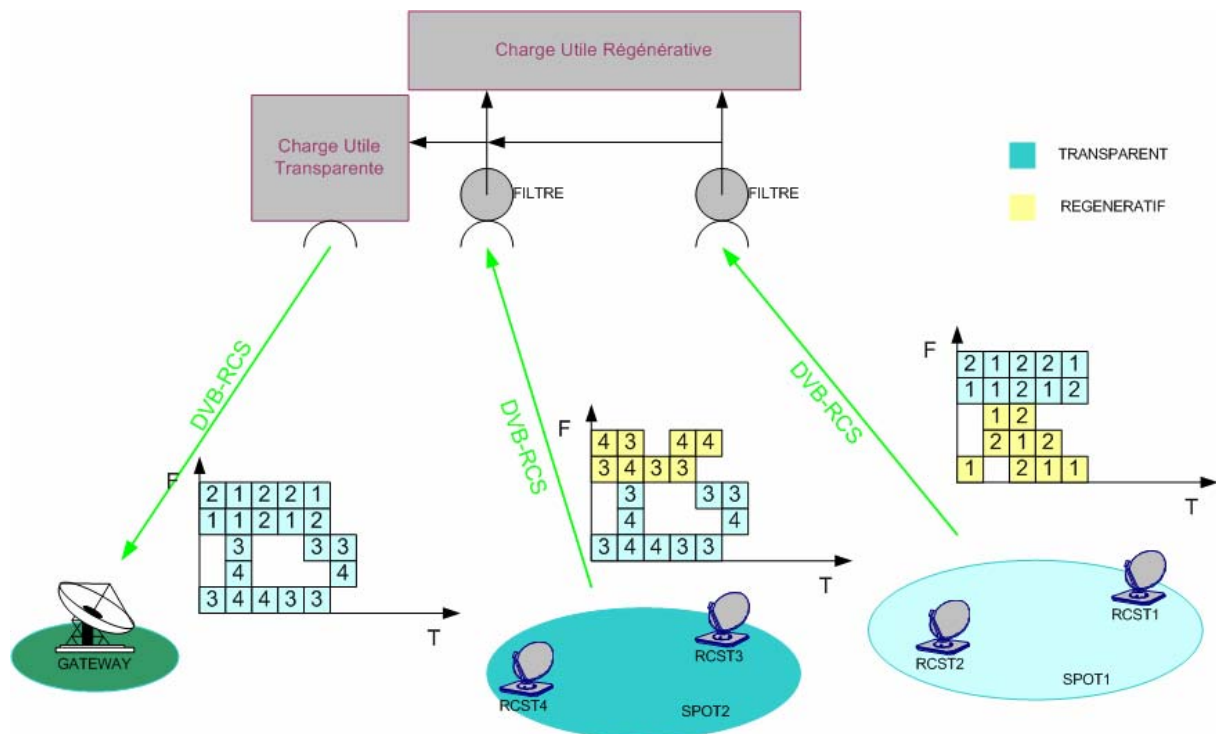 Charge Utile Régénérative
Charge Utile
Transparente
FILTRE
FILTRE
TRANSPARENT
REGENERATIF
DVB-RCS
DVB-RCS
DVB-RCS
F
2 1 2 2 1
1 1 2 1 2
1 2
2 1 2
1 2 1 1
T
F
4 3 4 4
3 4 3 3
3 3 3
4 4
3 4 4 3 3
T
F
2 1 2 2 1
1 1 2 1 2
3 3 3
4 4
3 4 4 3 3
T
GATEWAY
RCST3
RCST4
SPOT2
RCST1
RCST2
SPOT1